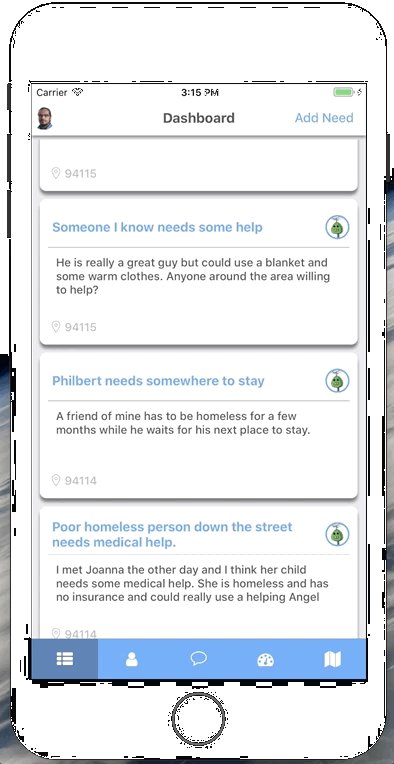 Carrier 3:15 PM
Dashboard Add Need
94115
Someone I know needs some help
He is really a great guy but could use a blanket and
some warm clothes. Anyone around the area willing
to help?
94115
Philbert needs somewhere to stay
A friend of mine has to be homeless for a few
months while he waits for his next place to stay.
94114
Poor homeless person down the street
needs medical help.
I met Joanna the other day and I think her child
needs some medical help. She is homeless and has
no insurance and could really use a helping Angel
94114